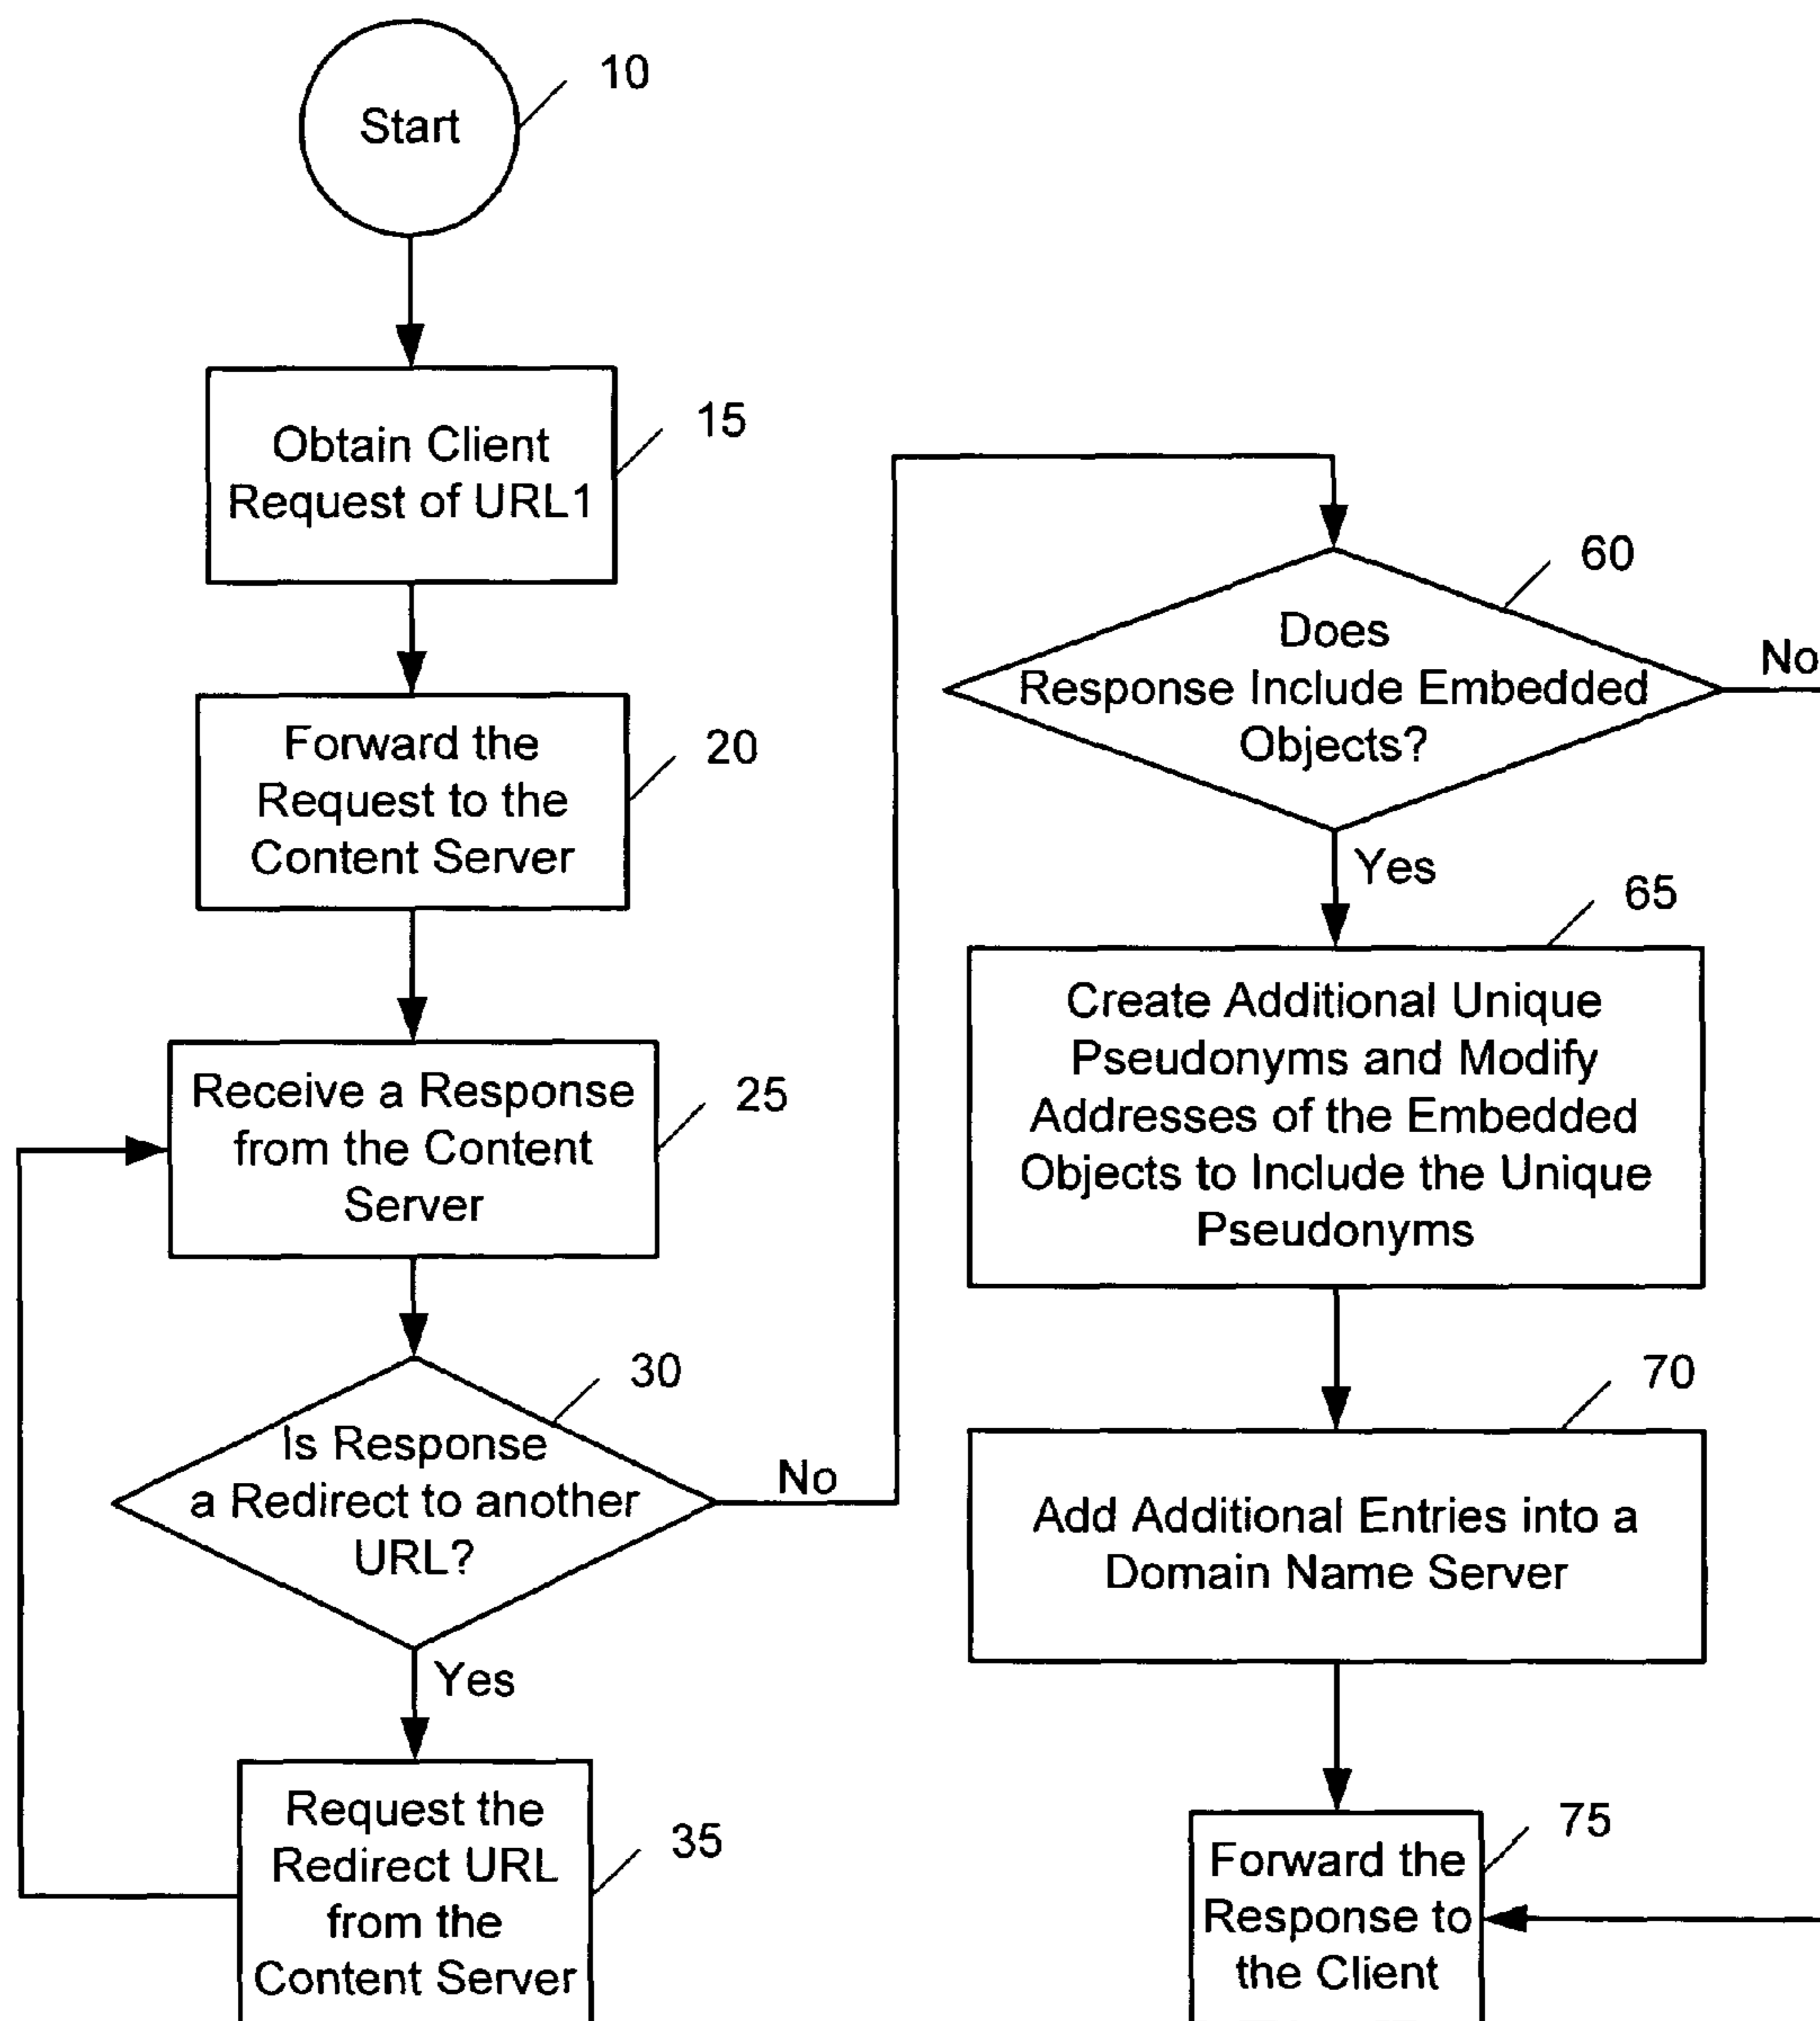 10
Start
15
Obtain Client
Request of URL1
20
Forward the
Request to the
Content Server
25
Receive a Response
from the Content
Server
30
Is Response
a Redirect to another
URL?
No
Yes
35
Request the
Redirect URL
from the
Content Server
60
Does
Response Include Embedded
Objects?
No
Yes
65
Create Additional Unique
Pseudonyms and Modify
Addresses of the Embedded
Objects to Include the Unique
Pseudonyms
70
Add Additional Entries into a
Domain Name Server
75
Forward the
Response to
the Client